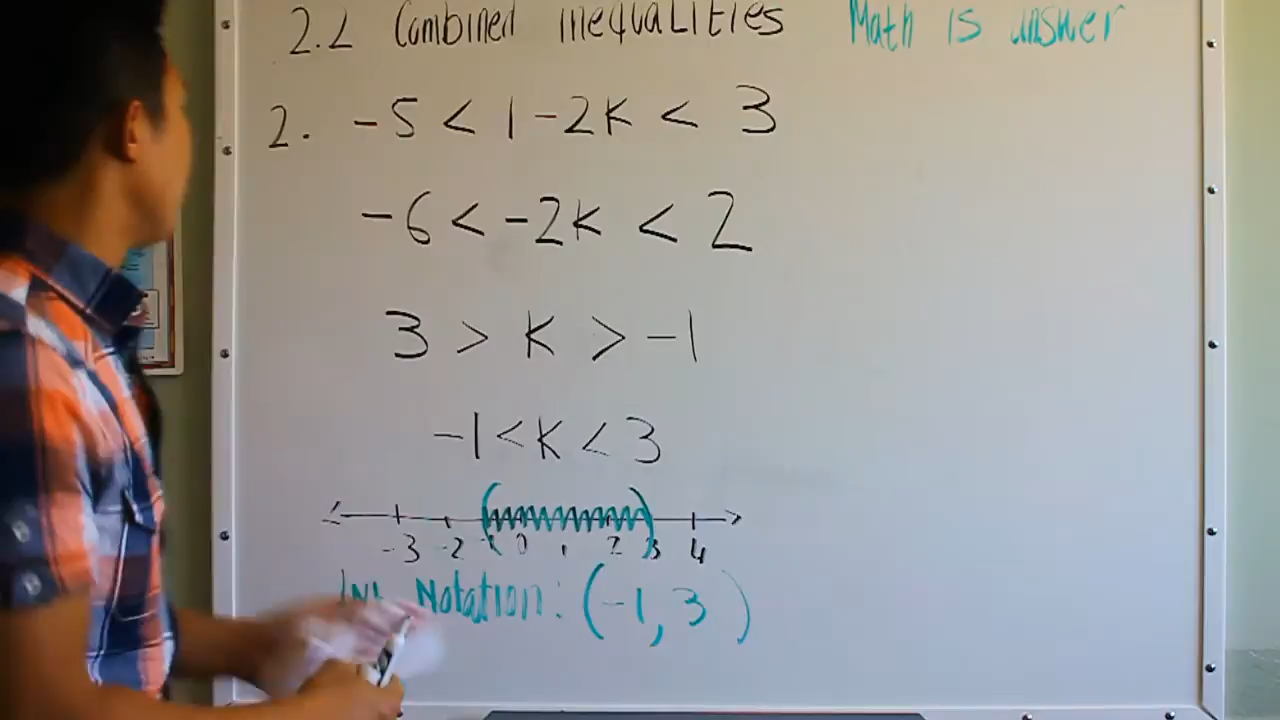 2.2 Combined inequalities Math is answer
2. -5 < 1 - 2k < 3
-6 < -2k < 2
3 > k > -1
-1 < k < 3
-3 -2 -1 0 1 2 3 4
Int Notation: (-1, 3)